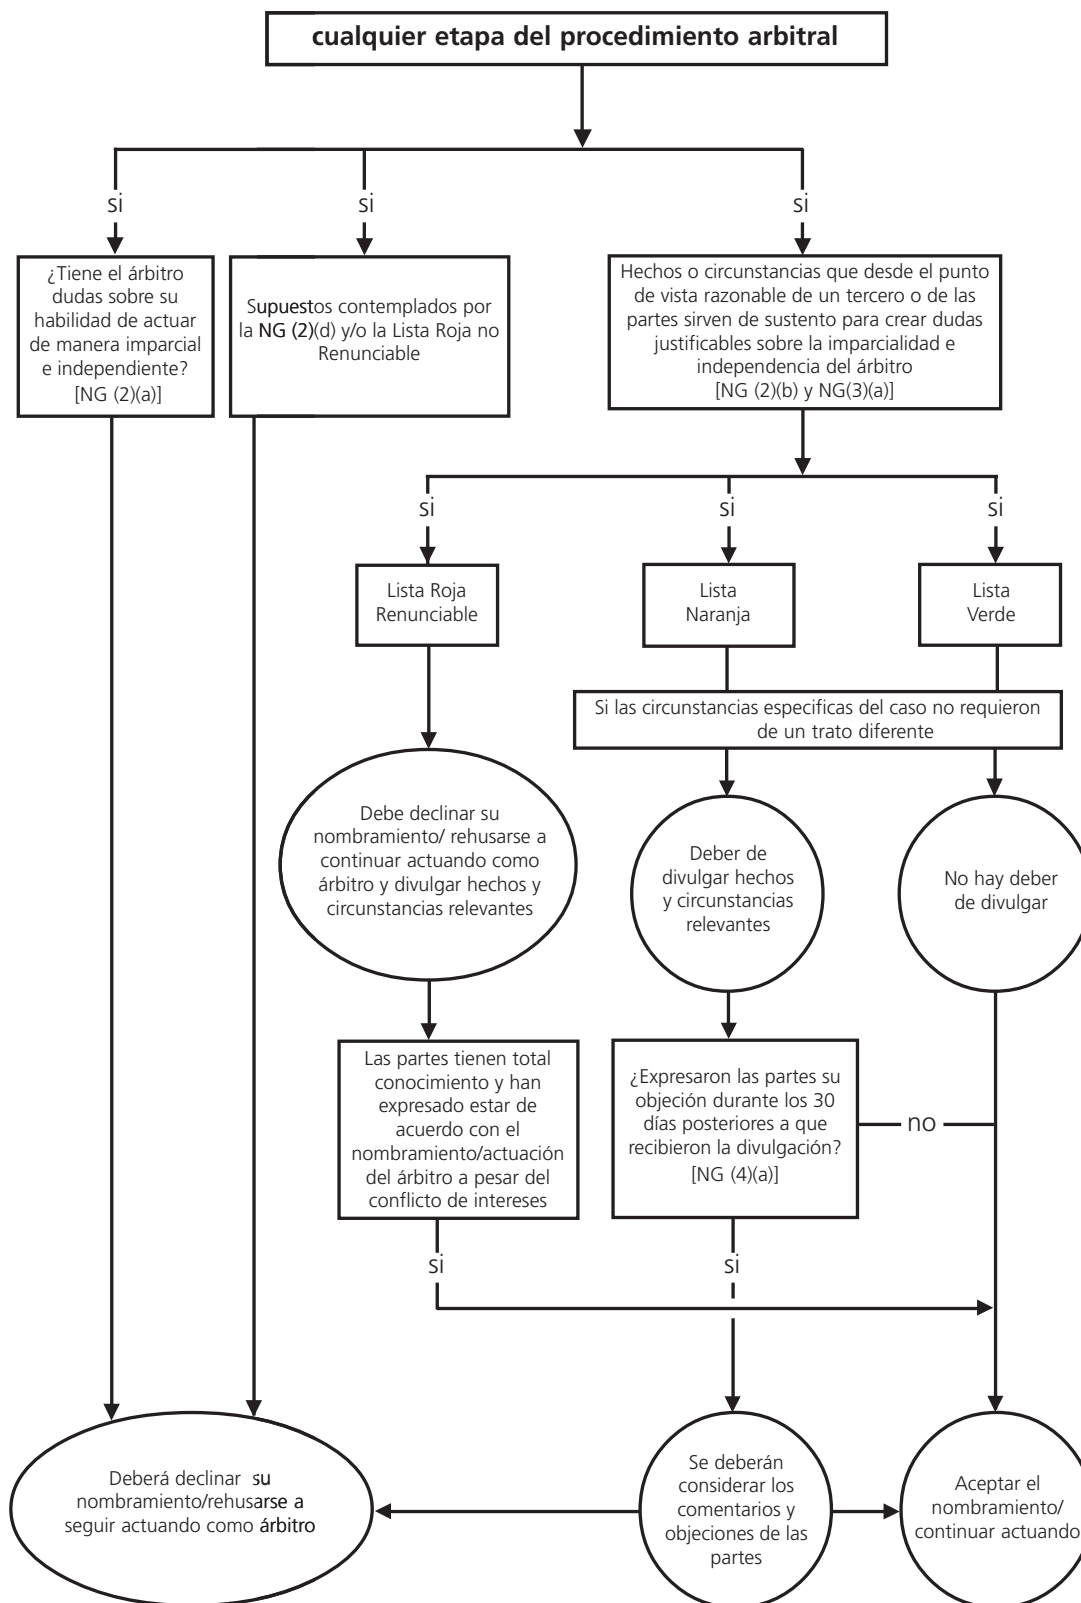 cualquier etapa del procedimiento arbitral
si
si
si
¿Tiene el árbitro
dudas sobre su
habilidad de actuar
de manera imparcial
e independiente?
[NG (2)(a)]
Supuestos contemplados por
la NG (2)(d) y/o la Lista Roja no
Renunciable
Hechos o circunstancias que desde el punto
de vista razonable de un tercero o de las
partes sirven de sustento para crear dudas
justificables sobre la imparcialidad e
independencia del árbitro
[NG (2)(b) y NG(3)(a)]
si
si
si
Lista Roja
Renunciable
Lista
Naranja
Lista
Verde
Si las circunstancias especificas del caso no requieron
de un trato diferente
Debe declinar su
nombramiento/ rehusarse a
continuar actuando como
árbitro y divulgar hechos y
circunstancias relevantes
Deber de
divulgar hechos
y circunstancias
relevantes
No hay deber
de divulgar
Las partes tienen total
conocimiento y han
expresado estar de
acuerdo con el
nombramiento/actuación
del árbitro a pesar del
conflicto de intereses
¿Expresaron las partes su
objeción durante los 30
días posteriores a que
recibieron la divulgación?
[NG (4)(a)]
no
si
si
Deberá declinar su
nombramiento/rehusarse a
seguir actuando como árbitro
Se deberán
considerar los
comentarios y
objeciones de las
partes
Aceptar el
nombramiento/
continuar actuando